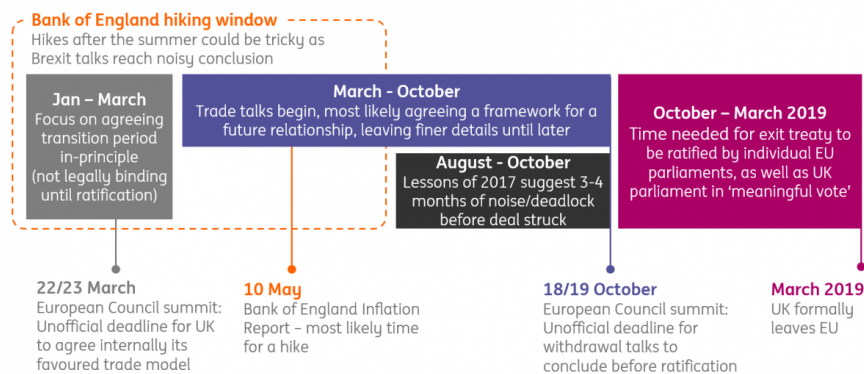 Bank of England hiking window
Hikes after the summer could be tricky as
Brexit talks reach noisy conclusion
Jan – March
Focus on agreeing
transition period
in-principle
(not legally binding
until ratification)
March - October
Trade talks begin, most likely agreeing a framework for a
future relationship, leaving finer details until later
August - October
Lessons of 2017 suggest 3-4
months of noise/deadlock
before deal struck
October – March 2019
Time needed for exit treaty to
be ratified by individual EU
parliaments, as well as UK
parliament in ‘meaningful vote’
22/23 March
European Council summit:
Unofficial deadline for UK
to agree internally its
favoured trade model
10 May
Bank of England Inflation
Report – most likely time
for a hike
18/19 October
European Council summit:
Unofficial deadline for
withdrawal talks to
conclude before ratification
March 2019
UK formally
leaves EU